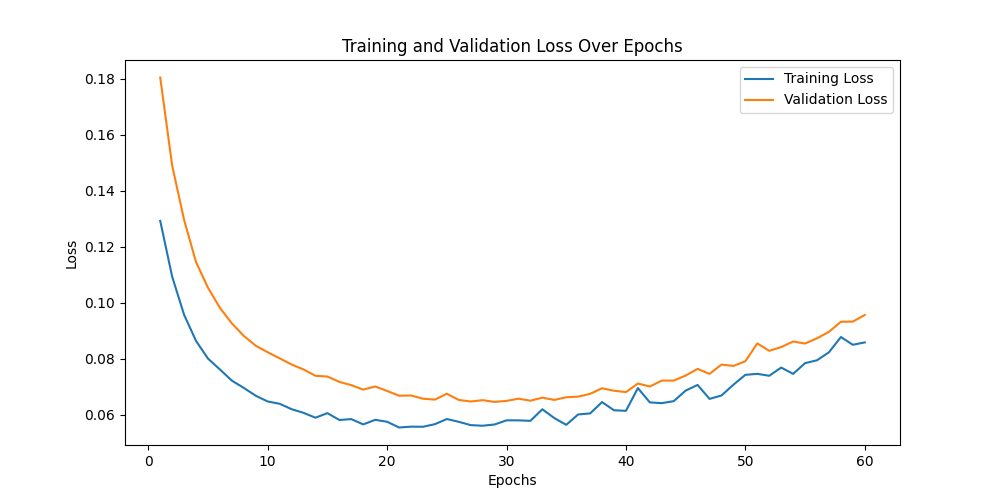 Training and Validation Loss Over Epochs
Training Loss
Validation Loss
0.18
0.16
0.14
0.12
0.10
0.08
0.06
Loss
0 10 20 30 40 50 60
Epochs